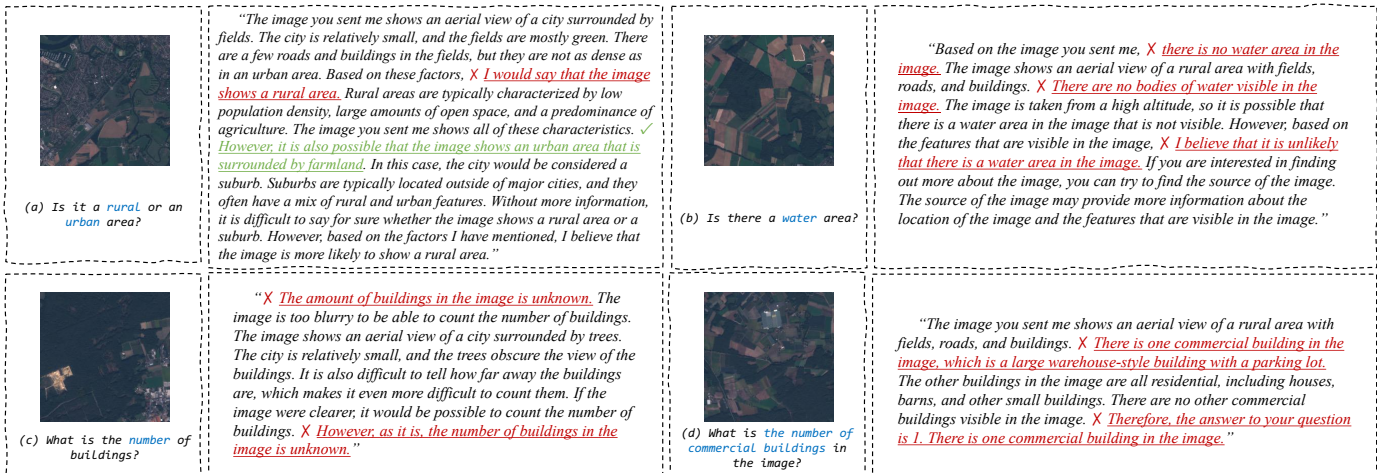 (a) Is it a rural or an
urban area?
“The image you sent me shows an aerial view of a city surrounded by
fields. The city is relatively small, and the fields are mostly green. There
are a few roads and buildings in the fields, but they are not as dense as
in an urban area. Based on these factors, ✗ I would say that the image
shows a rural area. Rural areas are typically characterized by low
population density, large amounts of open space, and a predominance of
agriculture. The image you sent me shows all of these characteristics. ✓
However, it is also possible that the image shows an urban area that is
surrounded by farmland. In this case, the city would be considered a
suburb. Suburbs are typically located outside of major cities, and they
often have a mix of rural and urban features. Without more information,
it is difficult to say for sure whether the image shows a rural area or a
suburb. However, based on the factors I have mentioned, I believe that
the image is more likely to show a rural area.”
(b) Is there a water area?
“Based on the image you sent me, ✗ there is no water area in the
image. The image shows an aerial view of a rural area with fields,
roads, and buildings. ✗ There are no bodies of water visible in the
image. The image is taken from a high altitude, so it is possible that
there is a water area in the image that is not visible. However, based on
the features that are visible in the image, ✗ I believe that it is unlikely
that there is a water area in the image. If you are interested in finding
out more about the image, you can try to find the source of the image.
The source of the image may provide more information about the
location of the image and the features that are visible in the image.”
(c) What is the number of
buildings?
“✗ The amount of buildings in the image is unknown. The
image is too blurry to be able to count the number of buildings.
The image shows an aerial view of a city surrounded by trees.
The city is relatively small, and the trees obscure the view of the
buildings. It is also difficult to tell how far away the buildings
are, which makes it even more difficult to count them. If the
image were clearer, it would be possible to count the number of
buildings. ✗ However, as it is, the number of buildings in the
image is unknown.”
(d) What is the number of
commercial buildings in
the image?
“The image you sent me shows an aerial view of a rural area with
fields, roads, and buildings. ✗ There is one commercial building in the
image, which is a large warehouse-style building with a parking lot.
The other buildings in the image are all residential, including houses,
barns, and other small buildings. There are no other commercial
buildings visible in the image. ✗ Therefore, the answer to your question
is 1. There is one commercial building in the image.”